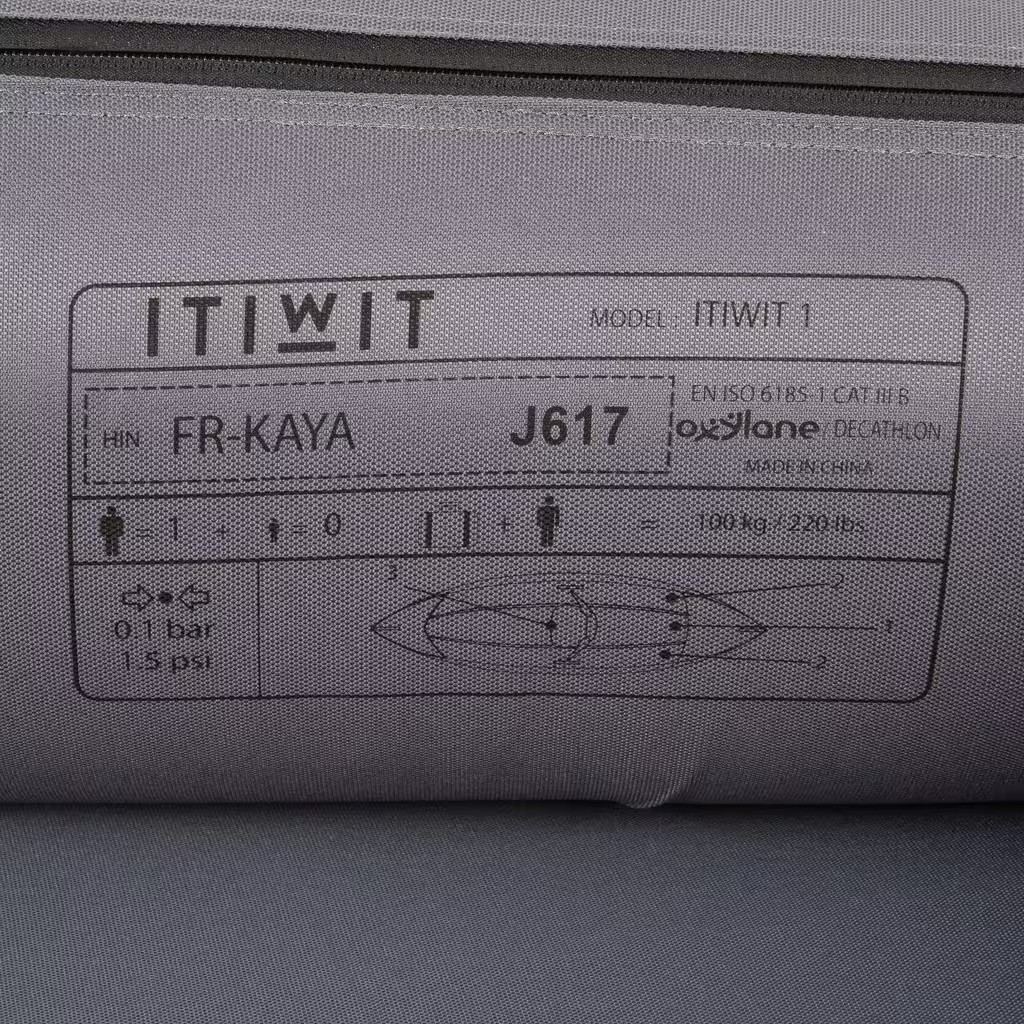 ITIWIT MODEL : ITIWIT 1
EN ISO 6185-1 CAT III B
HIN FR-KAYA J617 oxylane / DECATHLON
MADE IN CHINA
= 1 + = 0 + = 100 kg / 220 lbs
3 2
0.1 bar 1
1.5 psi 2